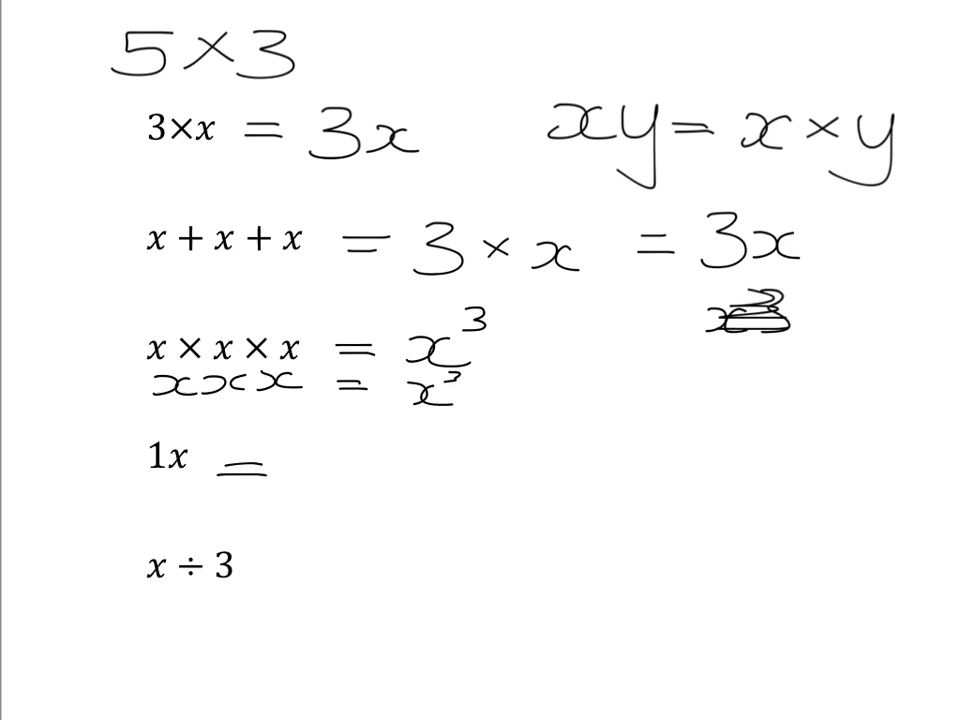 5×3
3×x = 3x xy = x × y
x + x + x = 3 × x = 3x
x × x × x = x³
xxx = x³
1x =
x ÷ 3